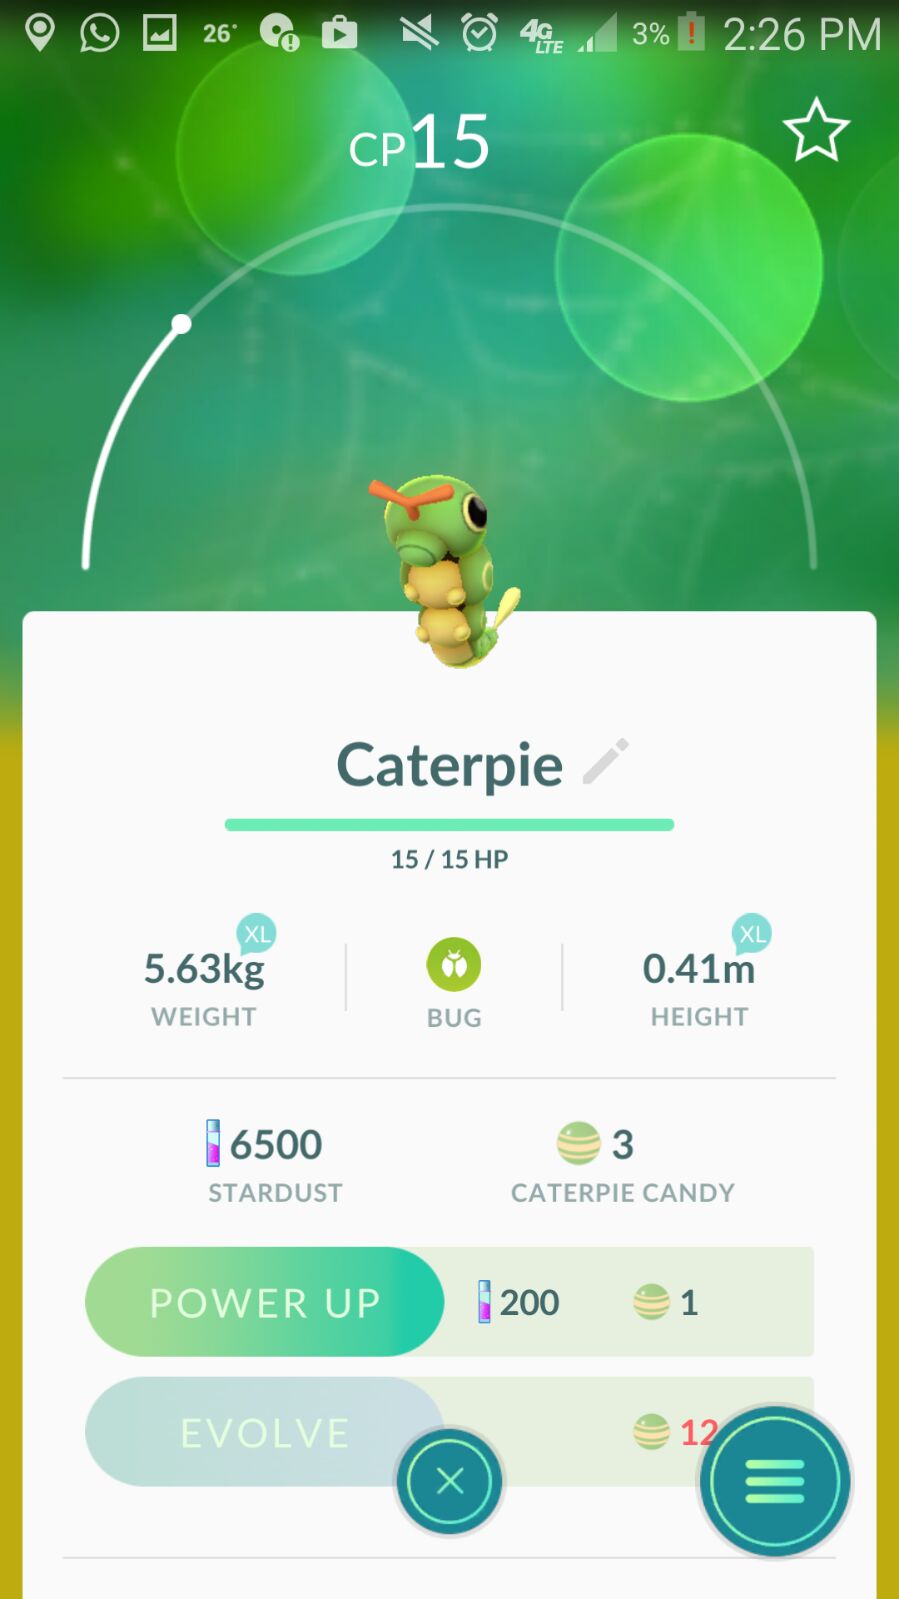 26° 4G LTE 3% ! 2:26 PM
CP15
Caterpie
15 / 15 HP
XL XL
5.63kg 0.41m
WEIGHT BUG HEIGHT
6500 3
STARDUST CATERPIE CANDY
POWER UP 200 1
EVOLVE 12